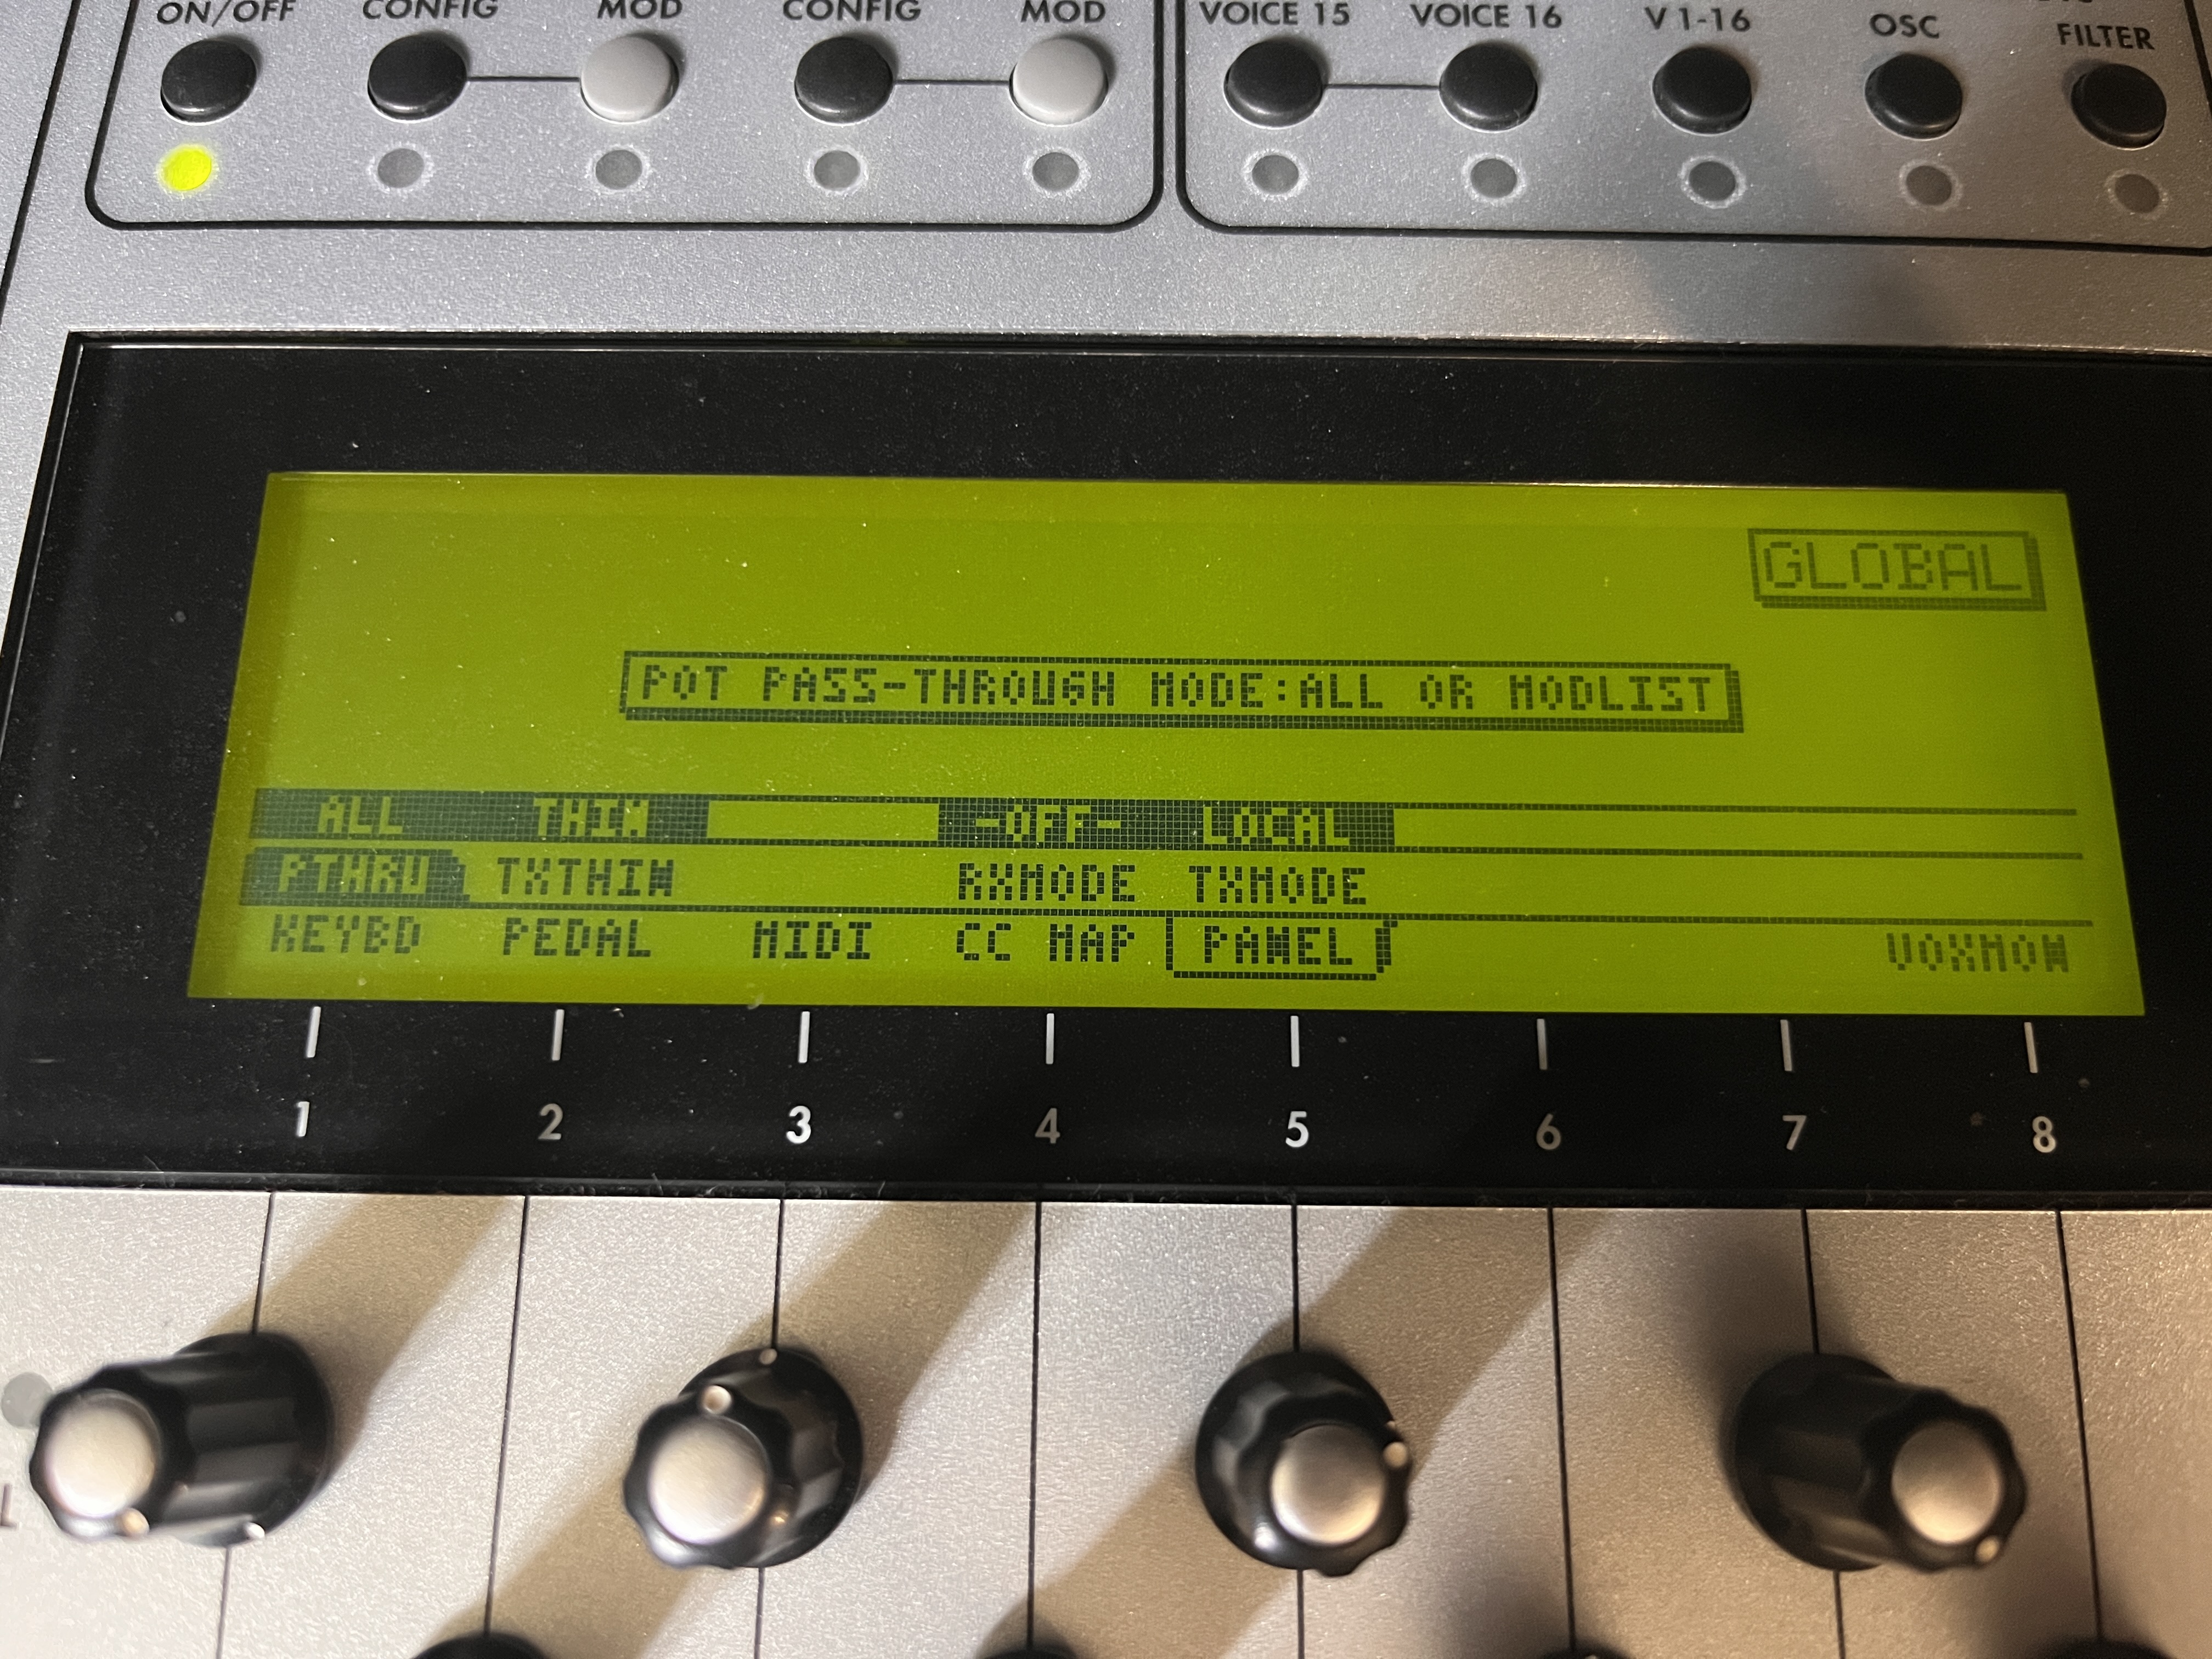 ON/OFF CONFIG MOD CONFIG MOD VOICE 15 VOICE 16 V 1-16 OSC FILTER
GLOBAL
POT PASS-THROUGH MODE:ALL OR MODLIST
ALL THIN -OFF- LOCAL
PTHRU TXTHIN RXMODE TXMODE
KEYBD PEDAL MIDI CC MAP PANEL VOXMON
1 2 3 4 5 6 7 8